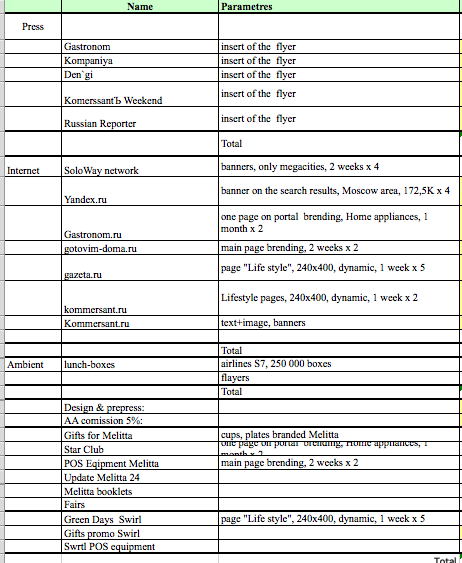 Name Parametres
Press
Gastronom insert of the flyer
Kompaniya insert of the flyer
Den`gi insert of the flyer
KomerssantЪ Weekend insert of the flyer
Russian Reporter insert of the flyer
Total
Internet SoloWay network banners, only megacities, 2 weeks x 4
Yandex.ru banner on the search results, Moscow area, 172,5K x 4
Gastronom.ru one page on portal brending, Home appliances, 1
month x 2
gotovim-doma.ru main page brending, 2 weeks x 2
gazeta.ru page "Life style", 240x400, dynamic, 1 week x 5
kommersant.ru Lifestyle pages, 240x400, dynamic, 1 week x 2
Kommersant.ru text+image, banners
Total
Ambient lunch-boxes airlines S7, 250 000 boxes
flayers
Total
Design & prepress:
AA comission 5%:
Gifts for Melitta cups, plates branded Melitta
Star Club one page on portal brending, Home appliances, 1
month x 2
POS Eqipment Melitta main page brending, 2 weeks x 2
Update Melitta 24
Melitta booklets
Fairs
Green Days Swirl page "Life style", 240x400, dynamic, 1 week x 5
Gifts promo Swirl
Swrtl POS equipment
Total